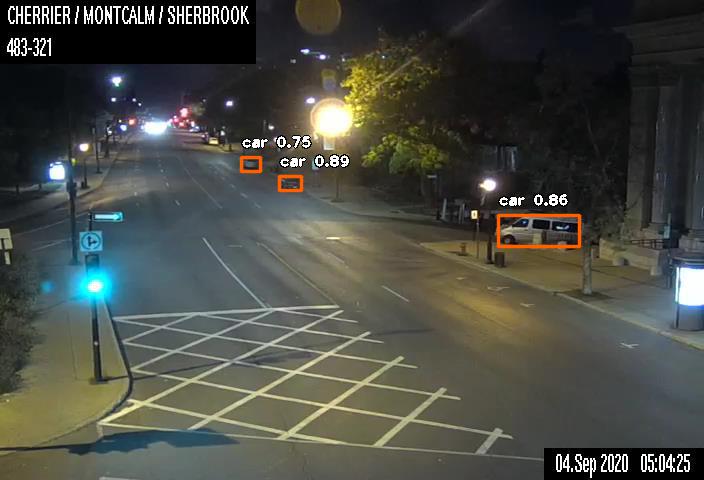 CHERRIER / MONTCALM / SHERBROOK
483-321
car 0.75
car 0.89
car 0.86
04.Sep 2020 05:04:25